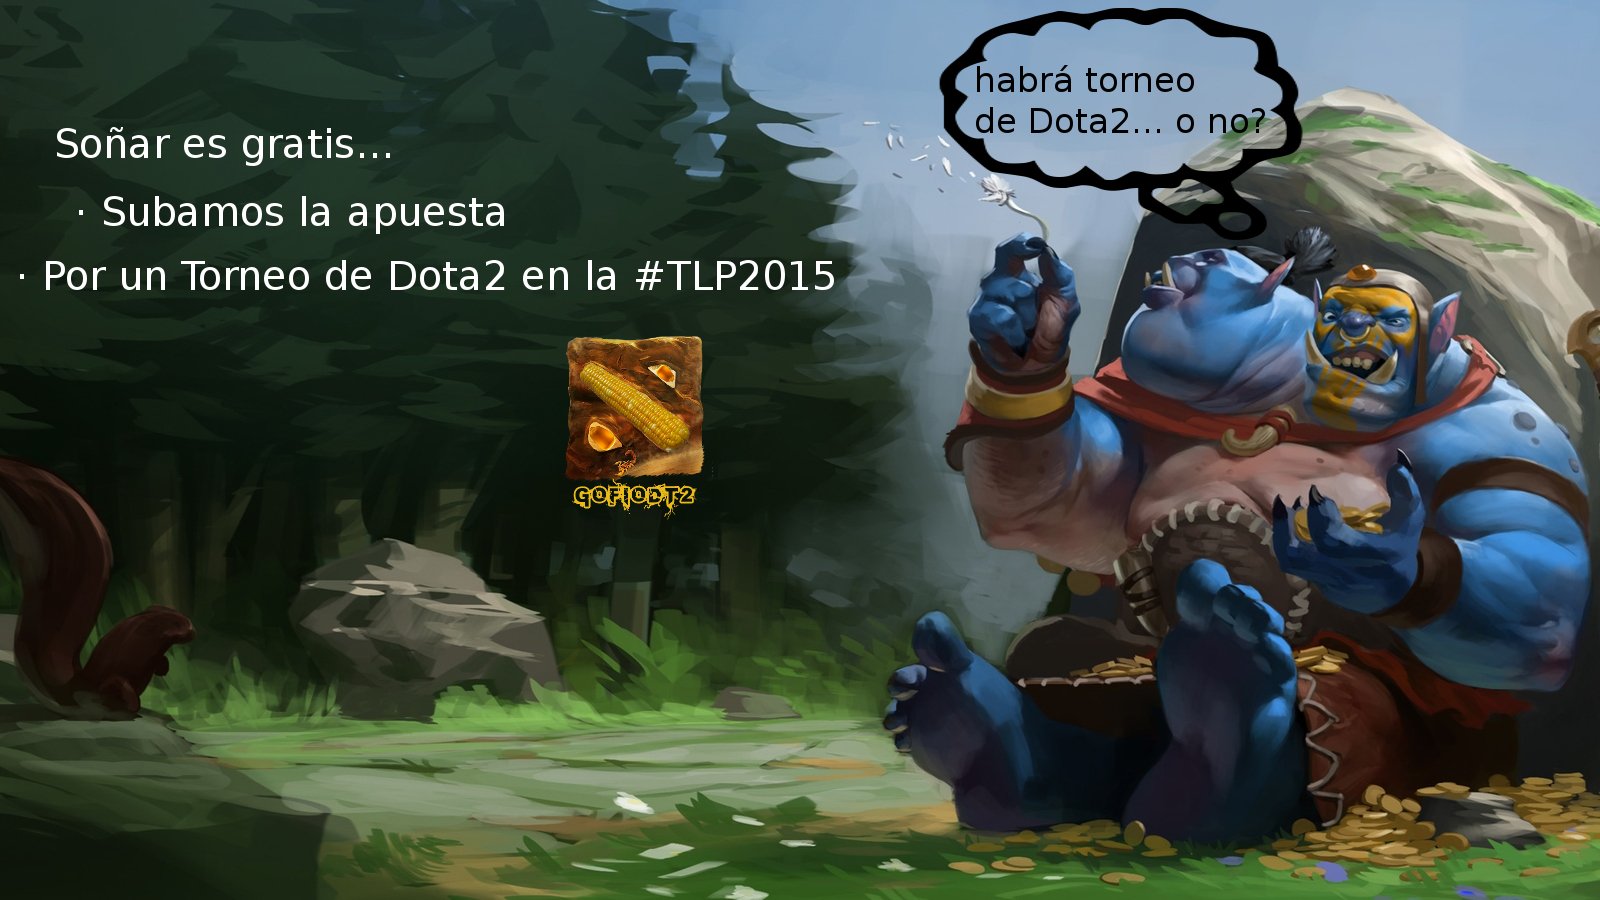 Soñar es gratis...
· Subamos la apuesta
· Por un Torneo de Dota2 en la #TLP2015
habrá torneo
de Dota2... o no?
GOFIODT2